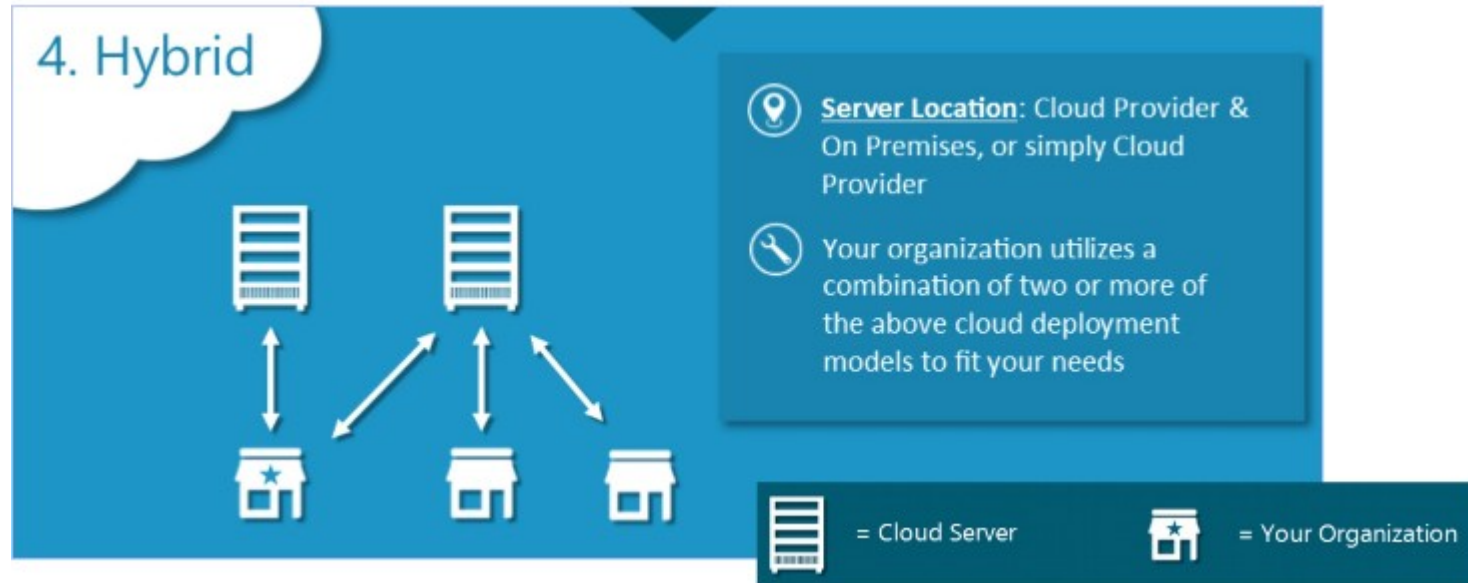 4. Hybrid
Server Location: Cloud Provider &
On Premises, or simply Cloud
Provider
Your organization utilizes a
combination of two or more of
the above cloud deployment
models to fit your needs
= Cloud Server
= Your Organization